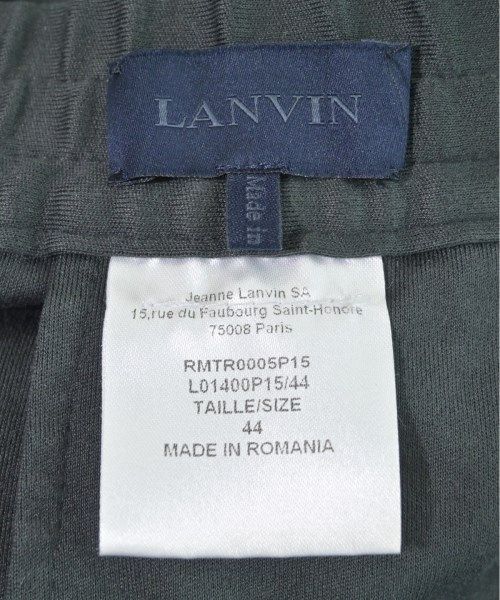 LANVIN
Made in
Jeanne Lanvin SA
15,rue du Faubourg Saint-Honore
75008 Paris
RMTR0005P15
L01400P15/44
TAILLE/SIZE
44
MADE IN ROMANIA